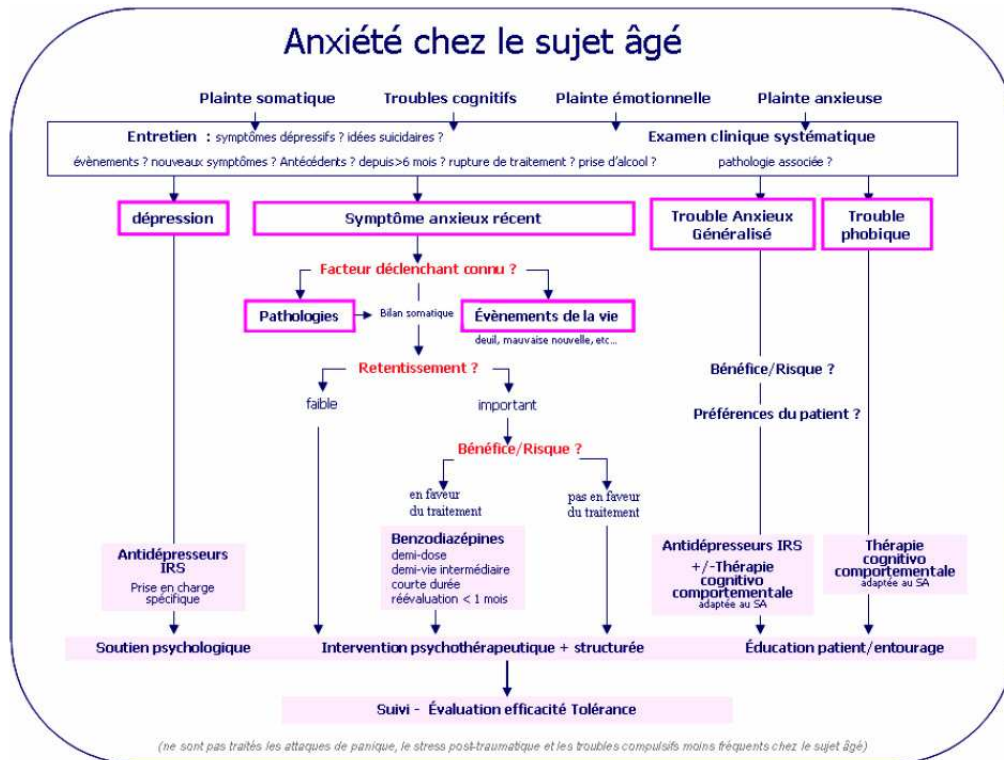 Anxiété chez le sujet âgé
Plainte somatique
Troubles cognitifs
Plainte émotionnelle
Plainte anxieuse
Entretien : symptômes dépressifs ? idées suicidaires ?
Examen clinique systématique
évènements ? nouveaux symptômes ? Antécédents ? depuis>6 mois ? rupture de traitement ? prise d'alcool ?
pathologie associée ?
dépression
Symptôme anxieux récent
Trouble Anxieux
Généralisé
Trouble
phobique
Facteur déclenchant connu ?
Pathologies
Bilan somatique
Évènements de la vie
deuil, mauvaise nouvelle, etc...
Retentissement ?
faible
important
Bénéfice/Risque ?
Préférences du patient ?
Bénéfice/Risque ?
en faveur
du traitement
pas en faveur
du traitement
Antidépresseurs
IRS
Prise en charge
spécifique
Benzodiazépines
demi-dose
demi-vie intermédiaire
courte durée
réévaluation < 1 mois
Antidépresseurs IRS
+/-Thérapie
cognitivo
comportementale
adaptée au SA
Thérapie
cognitivo
comportementale
adaptée au SA
Soutien psychologique
Intervention psychothérapeutique + structurée
Éducation patient/entourage
Suivi - Évaluation efficacité Tolérance
(ne sont pas traités les attaques de panique, le stress post-traumatique et les troubles compulsifs moins fréquents chez le sujet âgé)